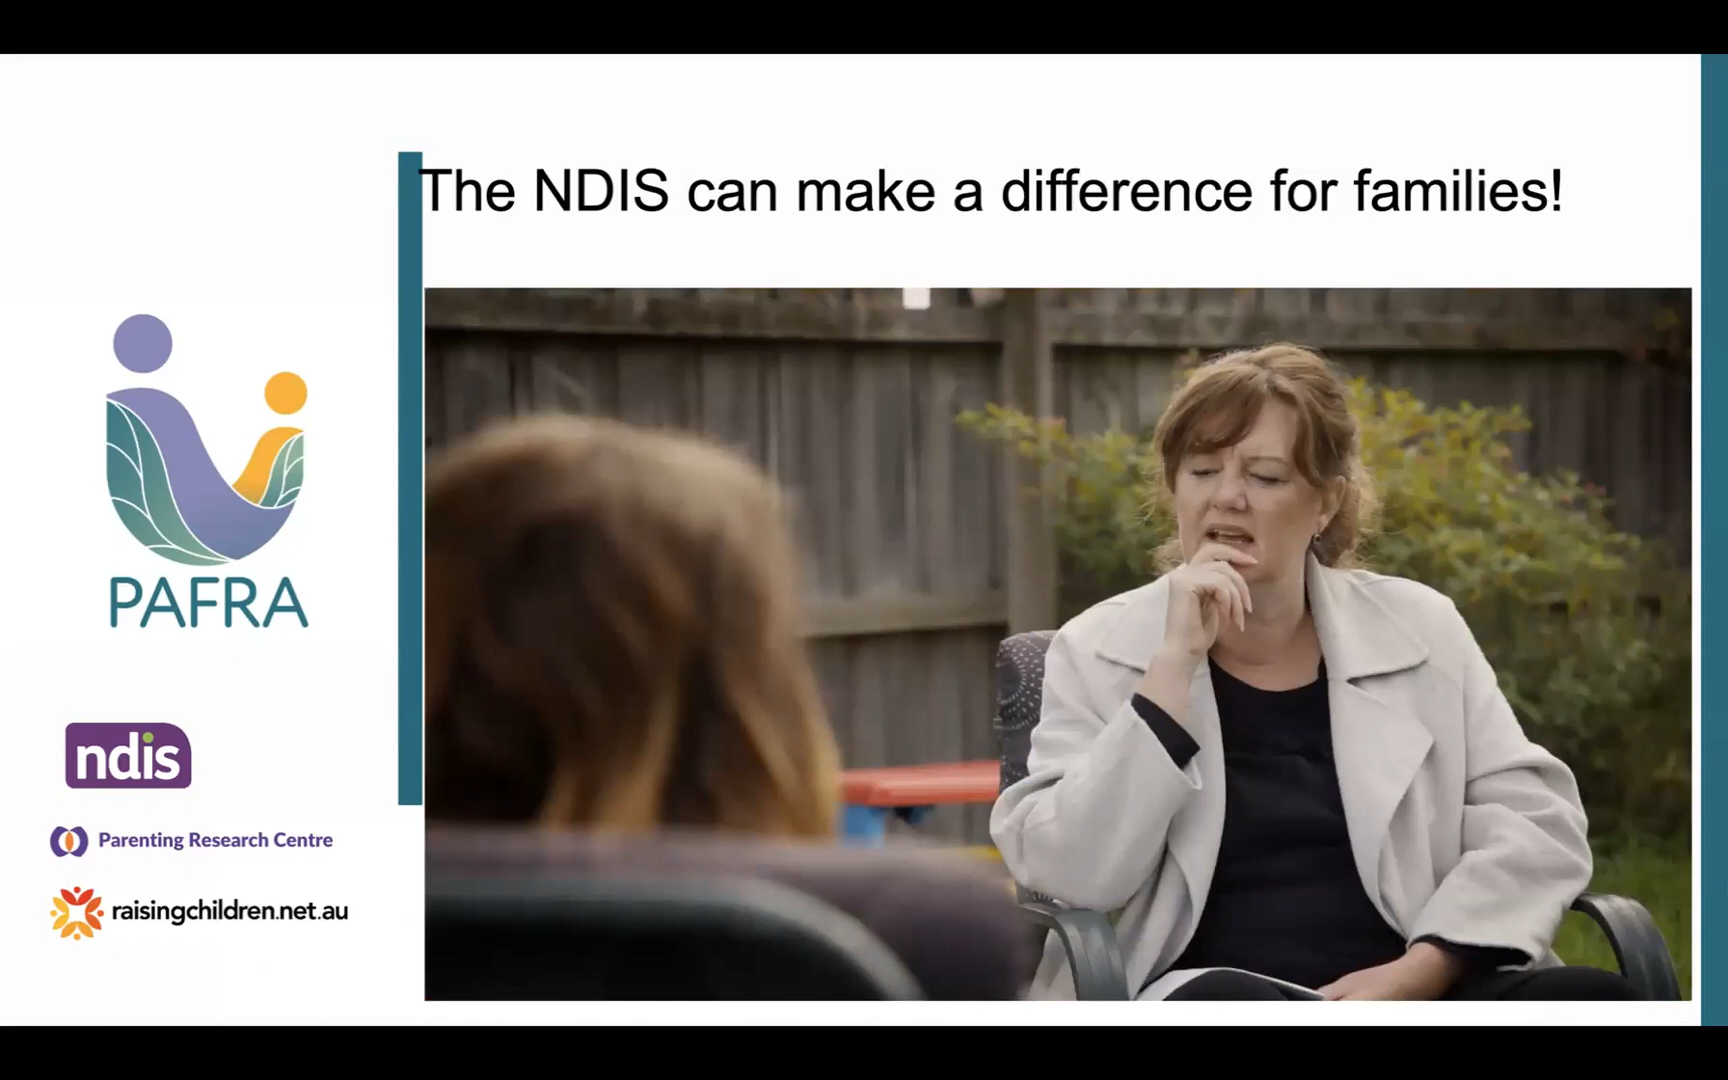 The NDIS can make a difference for families!
PAFRA
ndis
Parenting Research Centre
raisingchildren.net.au